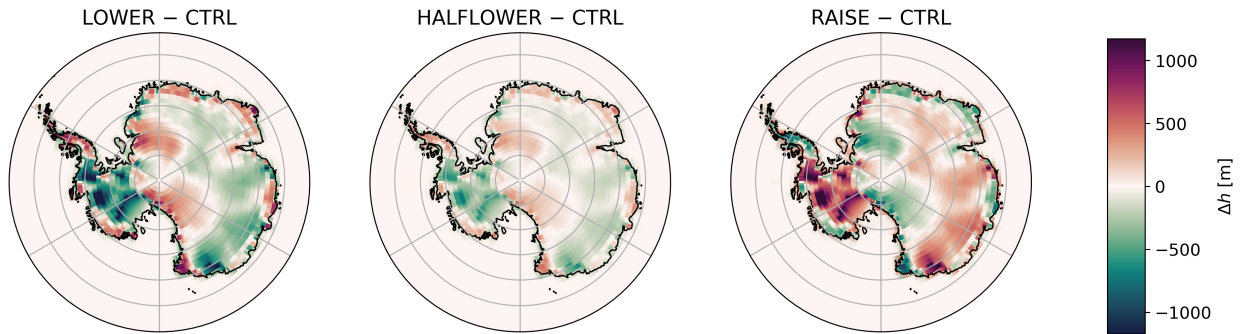 LOWER − CTRL
HALFLOWER − CTRL
RAISE − CTRL
1000
500
0
−500
−1000
Δh [m]